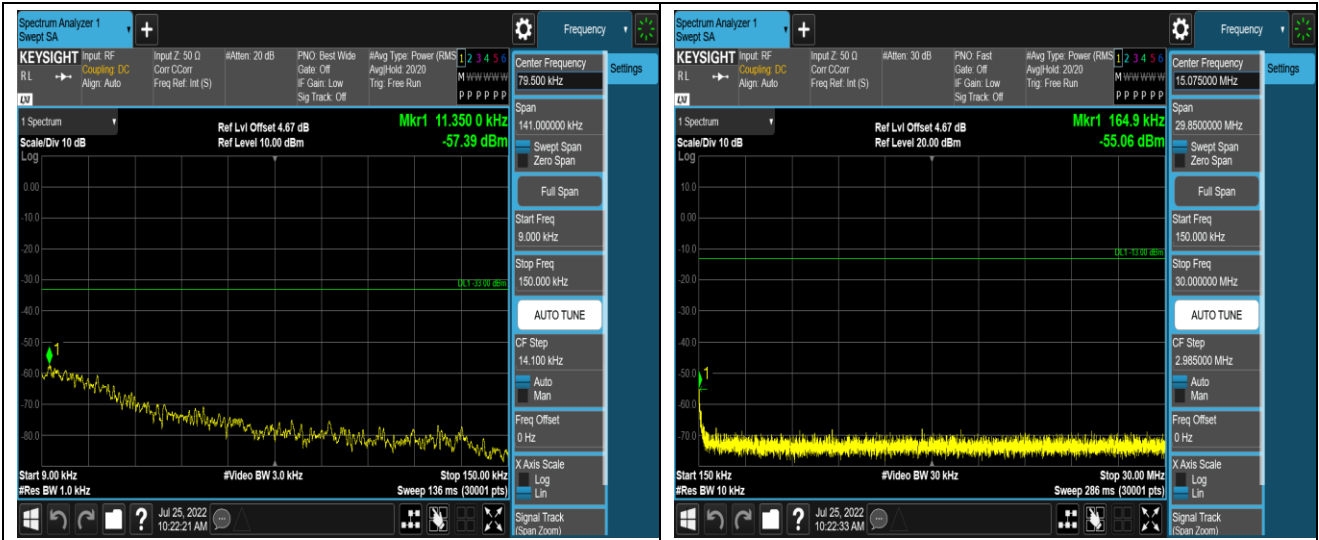 Spectrum Analyzer 1
Swept SA
+
Frequency
KEYSIGHT
RL
LXI
Input: RF
Coupling: DC
Align: Auto
Input Z: 50 Ω
Corr CCorr
Freq Ref: Int (S)
#Atten: 20 dB
PNO: Best Wide
Gate: Off
IF Gain: Low
Sig Track: Off
#Avg Type: Power (RMS
Avg|Hold: 20/20
Trig: Free Run
1 2 3 4 5 6
M W W W W W
P P P P P P
Center Frequency
79.500 kHz
Settings
1 Spectrum
Scale/Div 10 dB
Log
Ref Lvl Offset 4.67 dB
Ref Level 10.00 dBm
Mkr1 11.350 0 kHz
-57.39 dBm
Span
141.000000 kHz
Swept Span
Zero Span
Full Span
Start Freq
9.000 kHz
Stop Freq
150.000 kHz
AUTO TUNE
CF Step
14.100 kHz
Auto
Man
Freq Offset
0 Hz
X Axis Scale
Log
Lin
Signal Track
(Span Zoom)
0.00
-10.0
-20.0
-30.0
DL1 -33.00 dBm
-40.0
-50.0
1
-60.0
-70.0
-80.0
Start 9.00 kHz
#Video BW 3.0 kHz
Stop 150.00 kHz
#Res BW 1.0 kHz
Sweep 136 ms (30001 pts)
?
Jul 25, 2022
10:22:21 AM
Spectrum Analyzer 1
Swept SA
+
Frequency
KEYSIGHT
RL
LXI
Input: RF
Coupling: DC
Align: Auto
Input Z: 50 Ω
Corr CCorr
Freq Ref: Int (S)
#Atten: 30 dB
PNO: Fast
Gate: Off
IF Gain: Low
Sig Track: Off
#Avg Type: Power (RMS
Avg|Hold: 20/20
Trig: Free Run
1 2 3 4 5 6
M W W W W W
P P P P P P
Center Frequency
15.075000 MHz
Settings
1 Spectrum
Scale/Div 10 dB
Log
Ref Lvl Offset 4.67 dB
Ref Level 20.00 dBm
Mkr1 164.9 kHz
-55.06 dBm
Span
29.8500000 MHz
Swept Span
Zero Span
Full Span
Start Freq
150.000 kHz
Stop Freq
30.000000 MHz
AUTO TUNE
CF Step
2.985000 MHz
Auto
Man
Freq Offset
0 Hz
X Axis Scale
Log
Lin
Signal Track
(Span Zoom)
10.0
0.00
-10.0
DL1 -13.00 dBm
-20.0
-30.0
-40.0
-50.0
1
-60.0
-70.0
Start 150 kHz
#Video BW 30 kHz
Stop 30.00 MHz
#Res BW 10 kHz
Sweep 286 ms (30001 pts)
?
Jul 25, 2022
10:22:33 AM